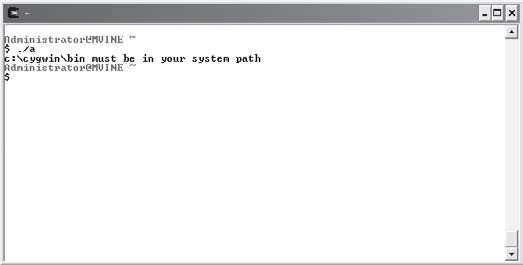 ~
Administrator@MVINE ~
$ ./a
c:\cygwin\bin must be in your system path
Administrator@MVINE ~
$